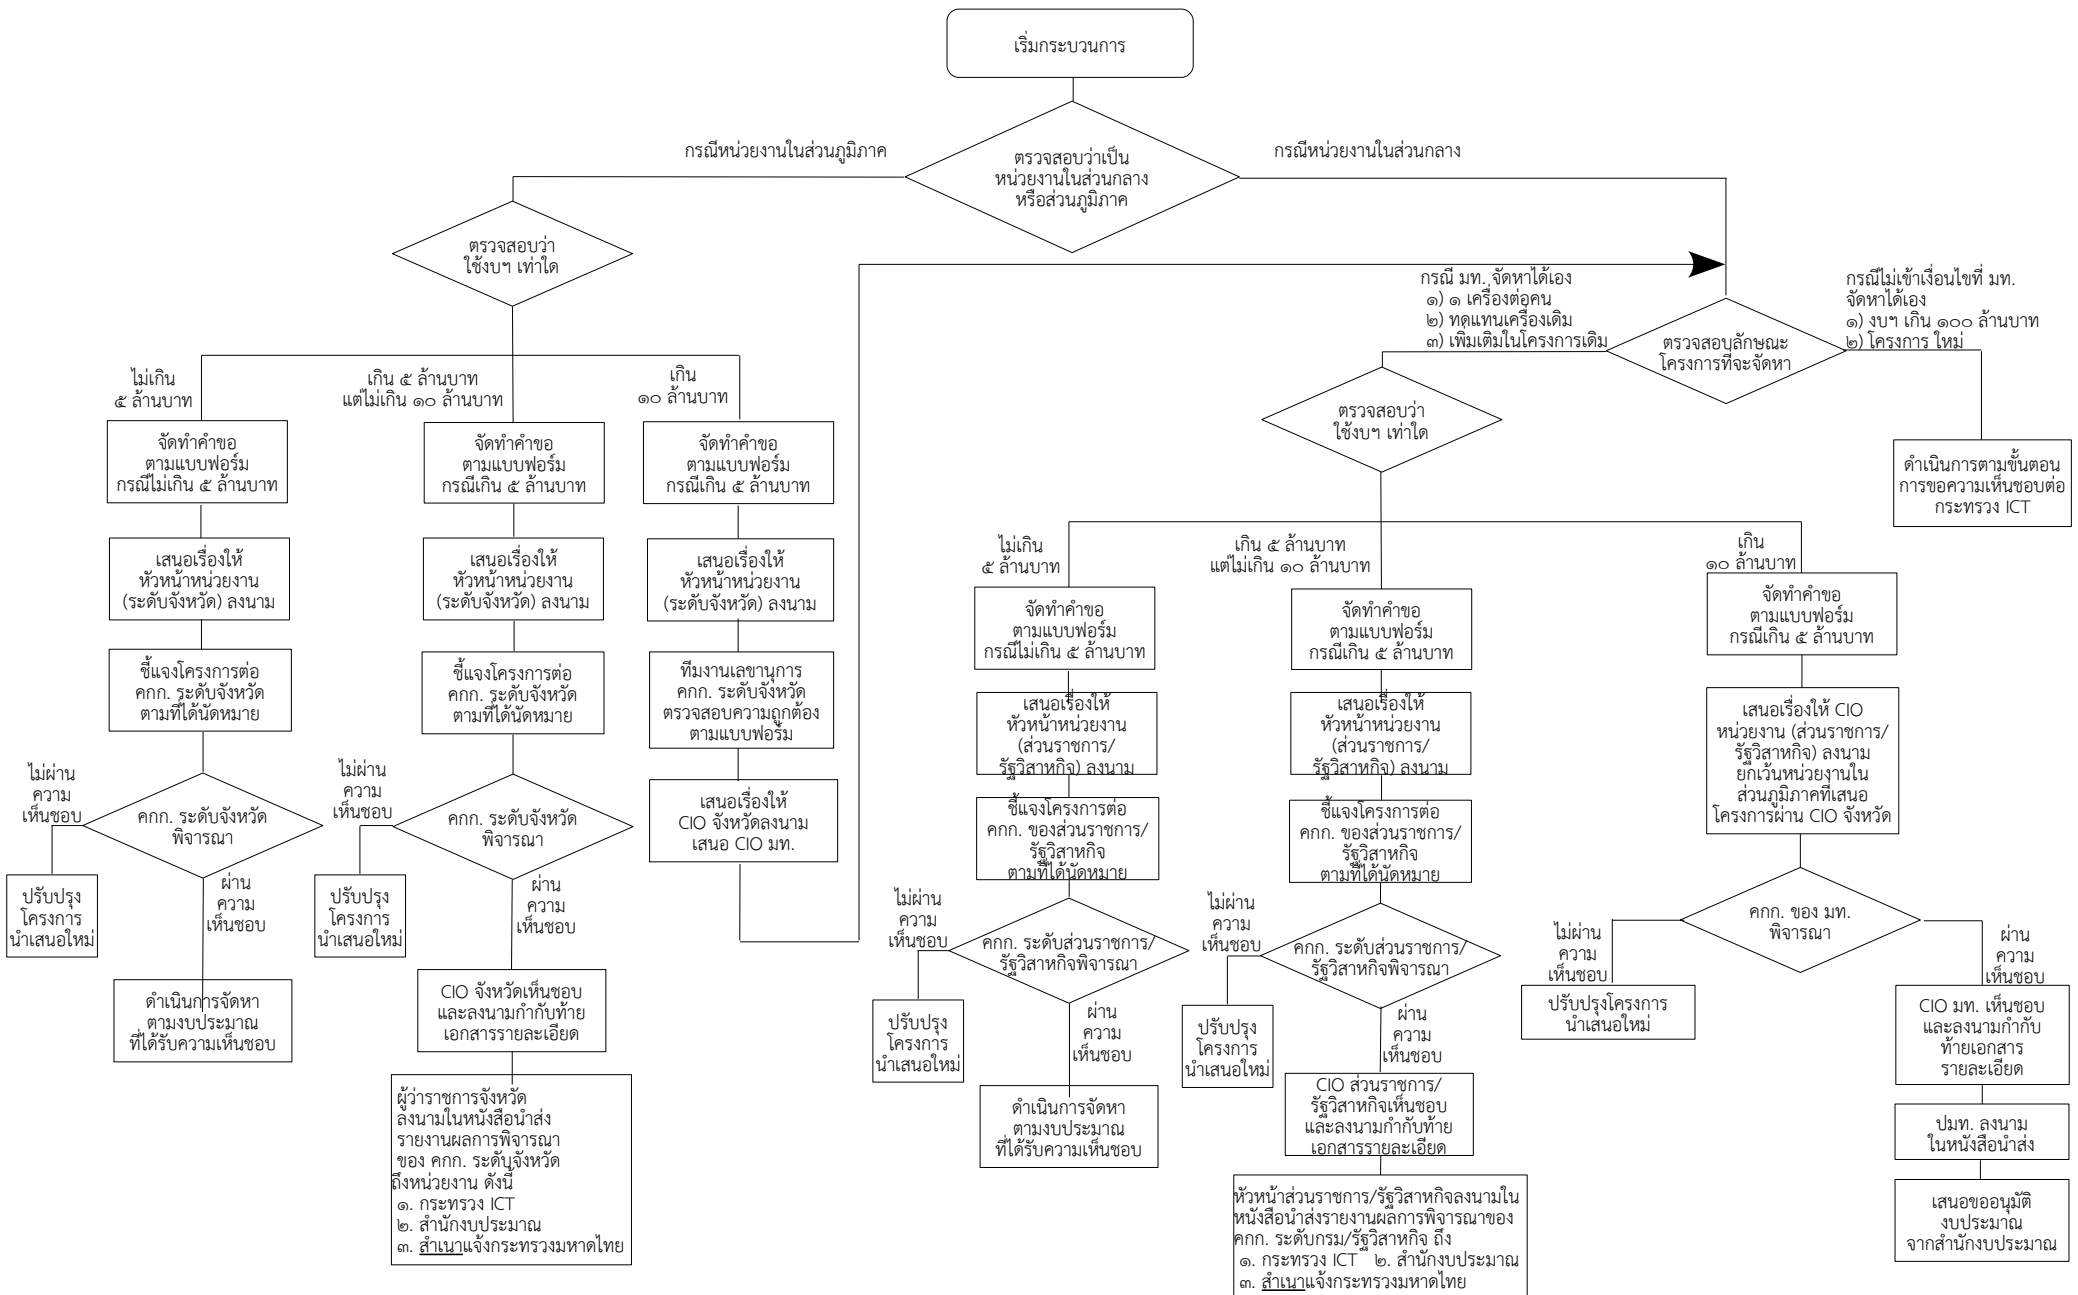 เริ่มกระบวนการ
กรณีหน่วยงานในส่วนภูมิภาค
ตรวจสอบว่าเป็น
หน่วยงานในส่วนกลาง
หรือส่วนภูมิภาค
กรณีหน่วยงานในส่วนกลาง
ตรวจสอบว่า
ใช้งบฯ เท่าใด
ไม่เกิน
๕ ล้านบาท
เกิน ๕ ล้านบาท
แต่ไม่เกิน ๑๐ ล้านบาท
เกิน
๑๐ ล้านบาท
จัดทำคำขอ
ตามแบบฟอร์ม
กรณีไม่เกิน ๕ ล้านบาท
เสนอเรื่องให้
หัวหน้าหน่วยงาน
(ระดับจังหวัด) ลงนาม
ชี้แจงโครงการต่อ
คกก. ระดับจังหวัด
ตามที่ได้นัดหมาย
ไม่ผ่าน
ความ
เห็นชอบ
คกก. ระดับจังหวัด
พิจารณา
ปรับปรุง
โครงการ
นำเสนอใหม่
ผ่าน
ความ
เห็นชอบ
ดำเนินการจัดหา
ตามงบประมาณ
ที่ได้รับความเห็นชอบ
จัดทำคำขอ
ตามแบบฟอร์ม
กรณีเกิน ๕ ล้านบาท
เสนอเรื่องให้
หัวหน้าหน่วยงาน
(ระดับจังหวัด) ลงนาม
ชี้แจงโครงการต่อ
คกก. ระดับจังหวัด
ตามที่ได้นัดหมาย
ไม่ผ่าน
ความ
เห็นชอบ
คกก. ระดับจังหวัด
พิจารณา
ปรับปรุง
โครงการ
นำเสนอใหม่
ผ่าน
ความ
เห็นชอบ
CIO จังหวัดเห็นชอบ
และลงนามกำกับท้าย
เอกสารรายละเอียด
ผู้ว่าราชการจังหวัด
ลงนามในหนังสือนำส่ง
รายงานผลการพิจารณา
ของ คกก. ระดับจังหวัด
ถึงหน่วยงาน ดังนี้
๑. กระทรวง ICT
๒. สำนักงบประมาณ
๓. สำเนาแจ้งกระทรวงมหาดไทย
จัดทำคำขอ
ตามแบบฟอร์ม
กรณีเกิน ๕ ล้านบาท
เสนอเรื่องให้
หัวหน้าหน่วยงาน
(ระดับจังหวัด) ลงนาม
ทีมงานเลขานุการ
คกก. ระดับจังหวัด
ตรวจสอบความถูกต้อง
ตามแบบฟอร์ม
เสนอเรื่องให้
CIO จังหวัดลงนาม
เสนอ CIO มท.
กรณี มท. จัดหาได้เอง
๑) ๑ เครื่องต่อคน
๒) ทดแทนเครื่องเดิม
๓) เพิ่มเติมในโครงการเดิม
ตรวจสอบลักษณะ
โครงการที่จะจัดหา
กรณีไม่เข้าเงื่อนไขที่ มท.
จัดหาได้เอง
๑) งบฯ เกิน ๑๐๐ ล้านบาท
๒) โครงการ ใหม่
ดำเนินการตามขั้นตอน
การขอความเห็นชอบต่อ
กระทรวง ICT
ตรวจสอบว่า
ใช้งบฯ เท่าใด
ไม่เกิน
๕ ล้านบาท
เกิน ๕ ล้านบาท
แต่ไม่เกิน ๑๐ ล้านบาท
เกิน
๑๐ ล้านบาท
จัดทำคำขอ
ตามแบบฟอร์ม
กรณีไม่เกิน ๕ ล้านบาท
เสนอเรื่องให้
หัวหน้าหน่วยงาน
(ส่วนราชการ/
รัฐวิสาหกิจ) ลงนาม
ชี้แจงโครงการต่อ
คกก. ของส่วนราชการ/
รัฐวิสาหกิจ
ตามที่ได้นัดหมาย
ไม่ผ่าน
ความ
เห็นชอบ
คกก. ระดับส่วนราชการ/
รัฐวิสาหกิจพิจารณา
ปรับปรุง
โครงการ
นำเสนอใหม่
ผ่าน
ความ
เห็นชอบ
ดำเนินการจัดหา
ตามงบประมาณ
ที่ได้รับความเห็นชอบ
จัดทำคำขอ
ตามแบบฟอร์ม
กรณีเกิน ๕ ล้านบาท
เสนอเรื่องให้
หัวหน้าหน่วยงาน
(ส่วนราชการ/
รัฐวิสาหกิจ) ลงนาม
ชี้แจงโครงการต่อ
คกก. ของส่วนราชการ/
รัฐวิสาหกิจ
ตามที่ได้นัดหมาย
ไม่ผ่าน
ความ
เห็นชอบ
คกก. ระดับส่วนราชการ/
รัฐวิสาหกิจพิจารณา
ปรับปรุง
โครงการ
นำเสนอใหม่
ผ่าน
ความ
เห็นชอบ
CIO ส่วนราชการ/
รัฐวิสาหกิจเห็นชอบ
และลงนามกำกับท้าย
เอกสารรายละเอียด
หัวหน้าส่วนราชการ/รัฐวิสาหกิจลงนามใน
หนังสือนำส่งรายงานผลการพิจารณาของ
คกก. ระดับกรม/รัฐวิสาหกิจ ถึง
๑. กระทรวง ICT ๒. สำนักงบประมาณ
๓. สำเนาแจ้งกระทรวงมหาดไทย
จัดทำคำขอ
ตามแบบฟอร์ม
กรณีเกิน ๕ ล้านบาท
เสนอเรื่องให้ CIO
หน่วยงาน (ส่วนราชการ/
รัฐวิสาหกิจ) ลงนาม
ยกเว้นหน่วยงานใน
ส่วนภูมิภาคที่เสนอ
โครงการผ่าน CIO จังหวัด
คกก. ของ มท.
พิจารณา
ไม่ผ่าน
ความ
เห็นชอบ
ปรับปรุงโครงการ
นำเสนอใหม่
ผ่าน
ความ
เห็นชอบ
CIO มท. เห็นชอบ
และลงนามกำกับ
ท้ายเอกสาร
รายละเอียด
ปมท. ลงนาม
ในหนังสือนำส่ง
เสนอขออนุมัติ
งบประมาณ
จากสำนักงบประมาณ